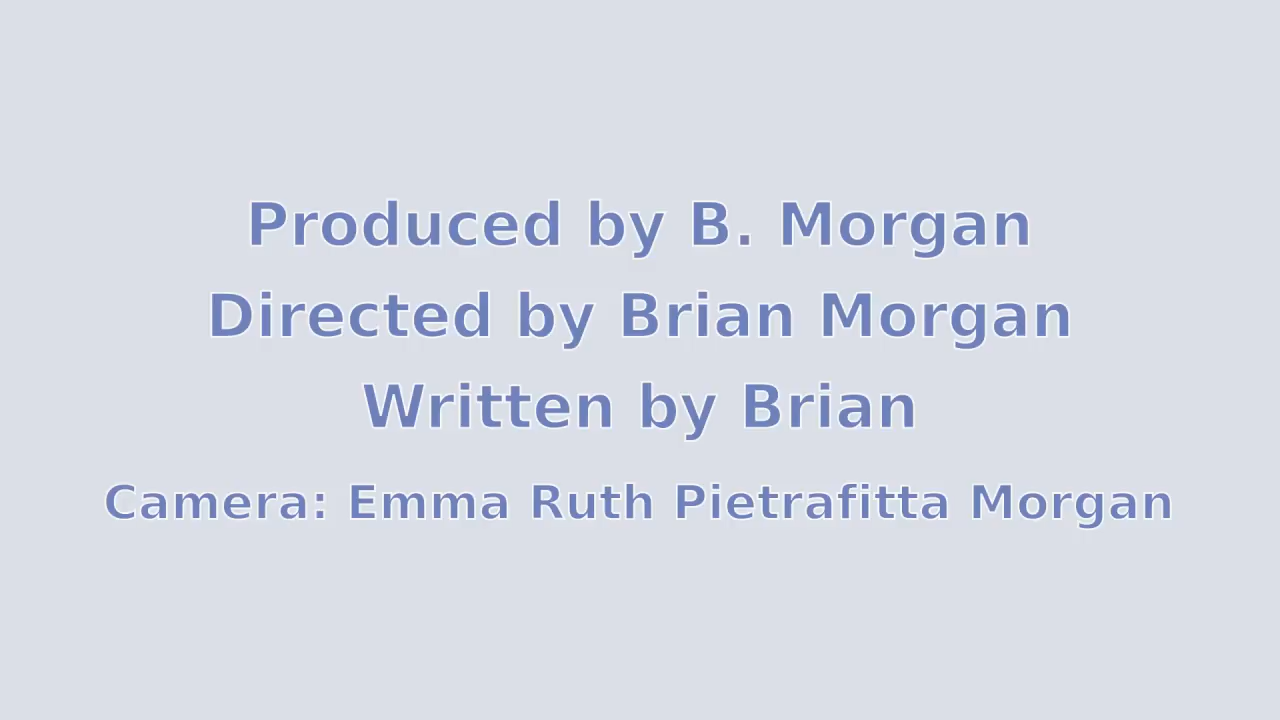 Produced by B. Morgan
Directed by Brian Morgan
Written by Brian
Camera: Emma Ruth Pietrafitta Morgan